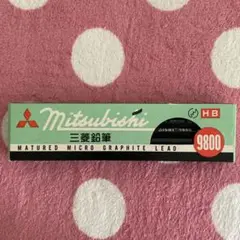 mitsubishi
三菱鉛筆
HB
9800
MATURED MICRO GRAPHITE LEAD